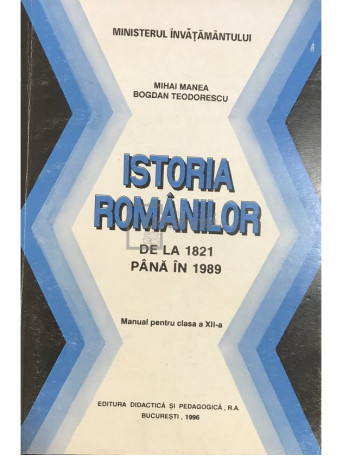 MINISTERUL ÎNVĂȚĂMÂNTULUI
MIHAI MANEA
BOGDAN TEODORESCU
ISTORIA
ROMÂNILOR
DE LA 1821
PÂNĂ ÎN 1989
Manual pentru clasa a XII-a
EDITURA DIDACTICĂ ȘI PEDAGOGICĂ, R.A.
BUCUREȘTI, 1996